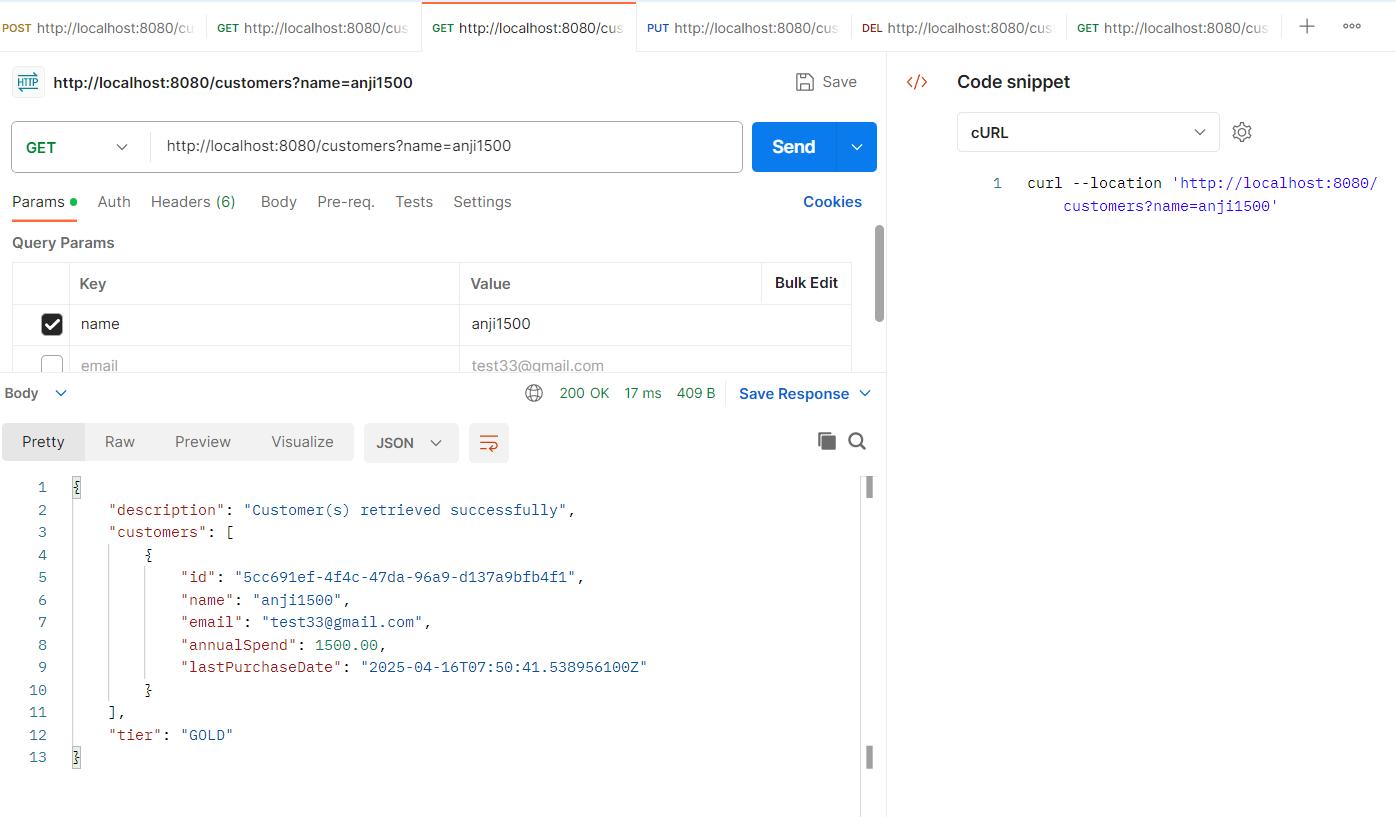 POST http://localhost:8080/cu GET http://localhost:8080/cus GET http://localhost:8080/cus PUT http://localhost:8080/cus DEL http://localhost:8080/cus GET http://localhost:8080/cus
HTTP http://localhost:8080/customers?name=anji1500 Save
GET http://localhost:8080/customers?name=anji1500 Send
Params Auth Headers (6) Body Pre-req. Tests Settings Cookies
Query Params
Key Value Bulk Edit
name anji1500
email test33@gmail.com
Body 200 OK 17 ms 409 B Save Response
Pretty Raw Preview Visualize JSON
1 {
2 "description": "Customer(s) retrieved successfully",
3 "customers": [
4 {
5 "id": "5cc691ef-4f4c-47da-96a9-d137a9bfb4f1",
6 "name": "anji1500",
7 "email": "test33@gmail.com",
8 "annualSpend": 1500.00,
9 "lastPurchaseDate": "2025-04-16T07:50:41.538956100Z"
10 }
11 ],
12 "tier": "GOLD"
13 }
</> Code snippet
cURL
1 curl --location 'http://localhost:8080/
customers?name=anji1500'